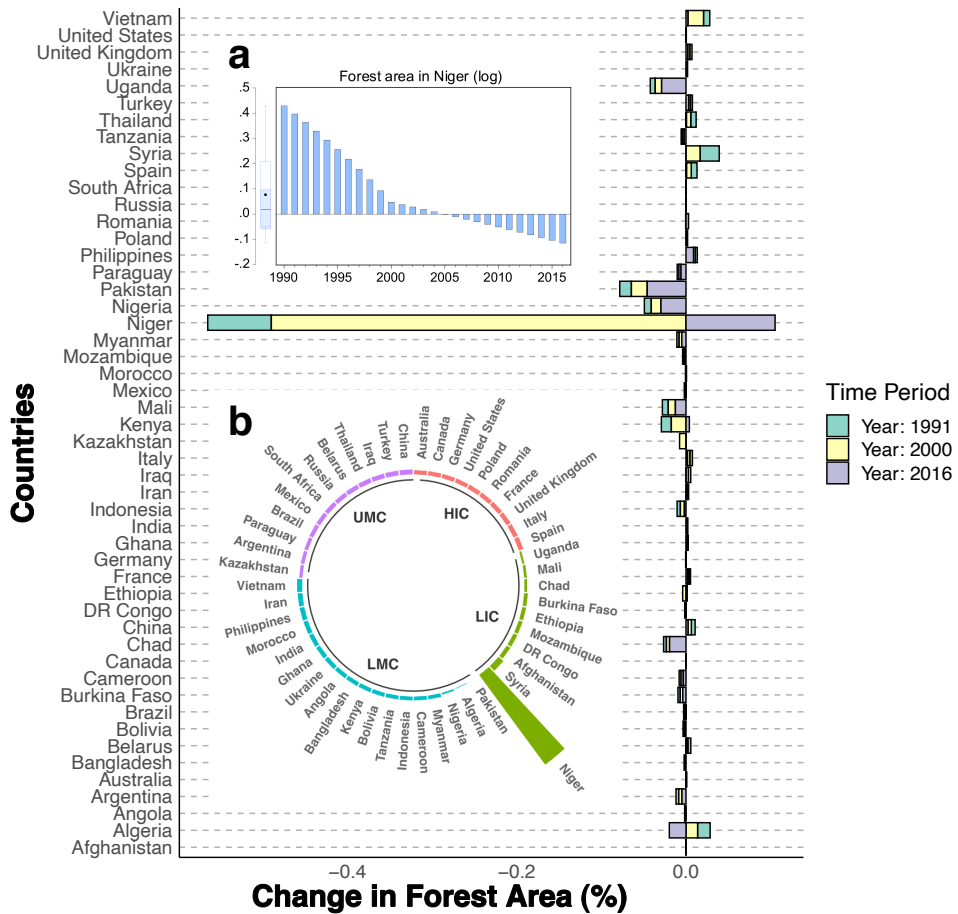 Vietnam
United States
United Kingdom
Ukraine
Uganda
Turkey
Thailand
Tanzania
Syria
Spain
South Africa
Russia
Romania
Poland
Philippines
Paraguay
Pakistan
Nigeria
Niger
Myanmar
Mozambique
Morocco
Mexico
Mali
Kenya
Kazakhstan
Italy
Iraq
Iran
Indonesia
India
Ghana
Germany
France
Ethiopia
DR Congo
China
Chad
Canada
Cameroon
Burkina Faso
Brazil
Bolivia
Belarus
Bangladesh
Australia
Argentina
Angola
Algeria
Afghanistan
Countries
−0.4
−0.2
0.0
Change in Forest Area (%)
a
Forest area in Niger (log)
.5
.4
.3
.2
.1
.0
-.1
-.2
1990
1995
2000
2005
2010
2015
b
Australia
Canada
Germany
United States
Poland
Romania
France
United Kingdom
Italy
Spain
Uganda
Mali
Chad
Burkina Faso
Ethiopia
Mozambique
DR Congo
Afghanistan
Syria
Niger
Pakistan
Algeria
Nigeria
Myanmar
Cameroon
Indonesia
Tanzania
Bolivia
Kenya
Bangladesh
Angola
Ukraine
Ghana
India
Morocco
Philippines
Iran
Vietnam
Kazakhstan
Argentina
Paraguay
Brazil
Mexico
South Africa
Russia
Belarus
Thailand
Iraq
Turkey
China
UMC
HIC
LIC
LMC
Time Period
Year: 1991
Year: 2000
Year: 2016